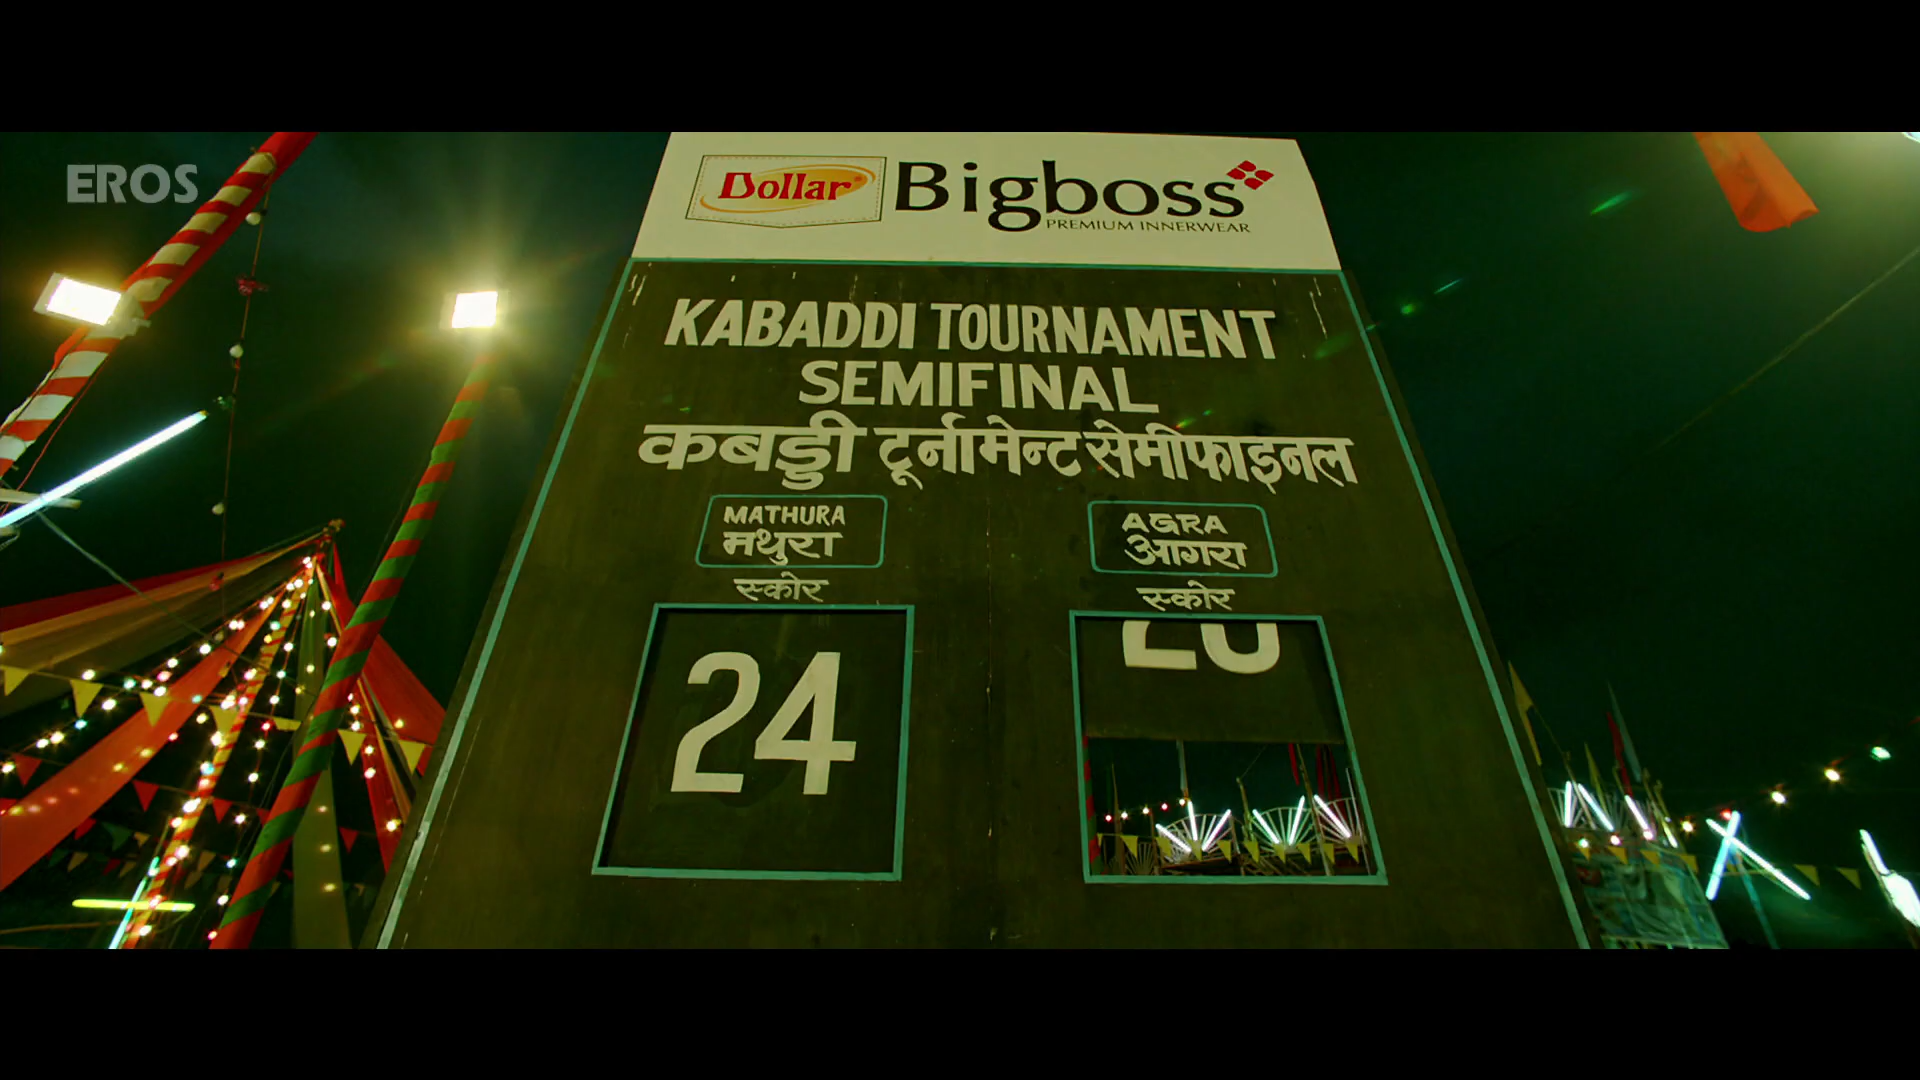 EROS
Dollar Bigboss
PREMIUM INNERWEAR
KABADDI TOURNAMENT
SEMIFINAL
कबड्डी टूर्नामेन्ट सेमीफाइनल
MATHURA
मथुरा
स्कोर
24
AGRA
आगरा
स्कोर